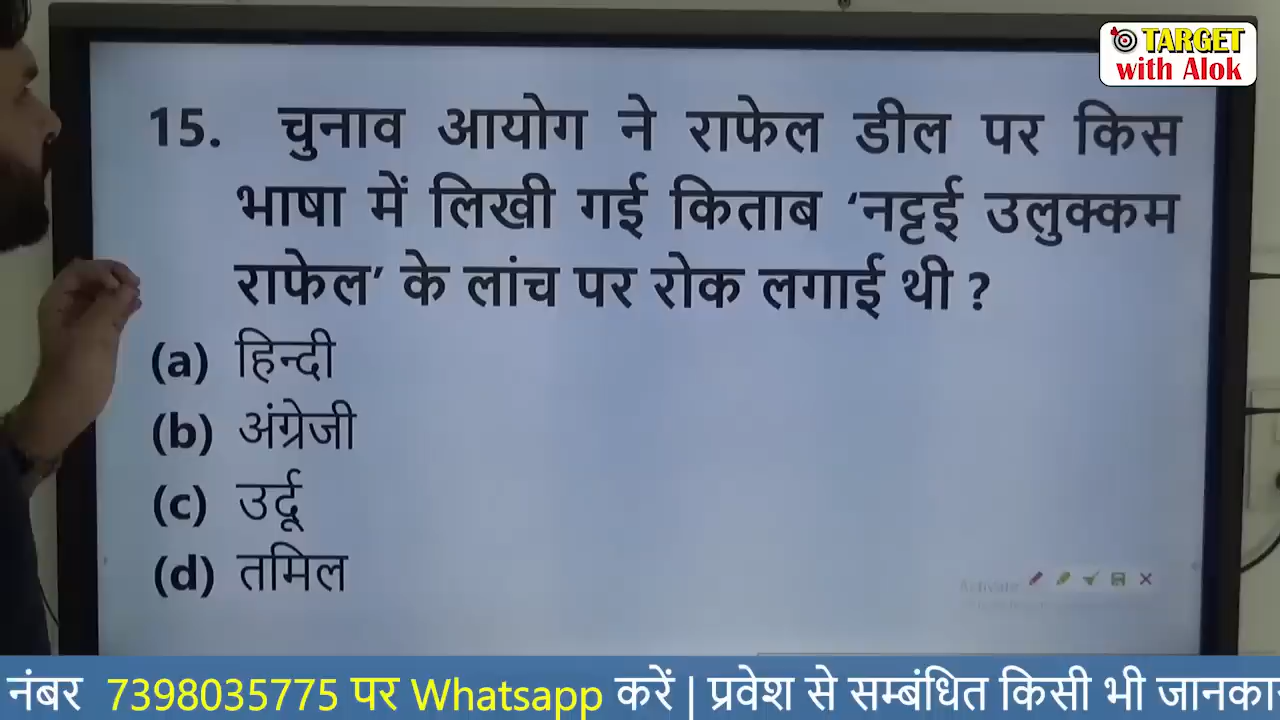 TARGET
with Alok
15. चुनाव आयोग ने राफेल डील पर किस
भाषा में लिखी गई किताब ‘नट्टई उलुक्कम
राफेल’ के लांच पर रोक लगाई थी ?
(a) हिन्दी
(b) अंग्रेजी
(c) उर्दू
(d) तमिल
Activate
नंबर 7398035775 पर Whatsapp करें | प्रवेश से सम्बंधित किसी भी जानका